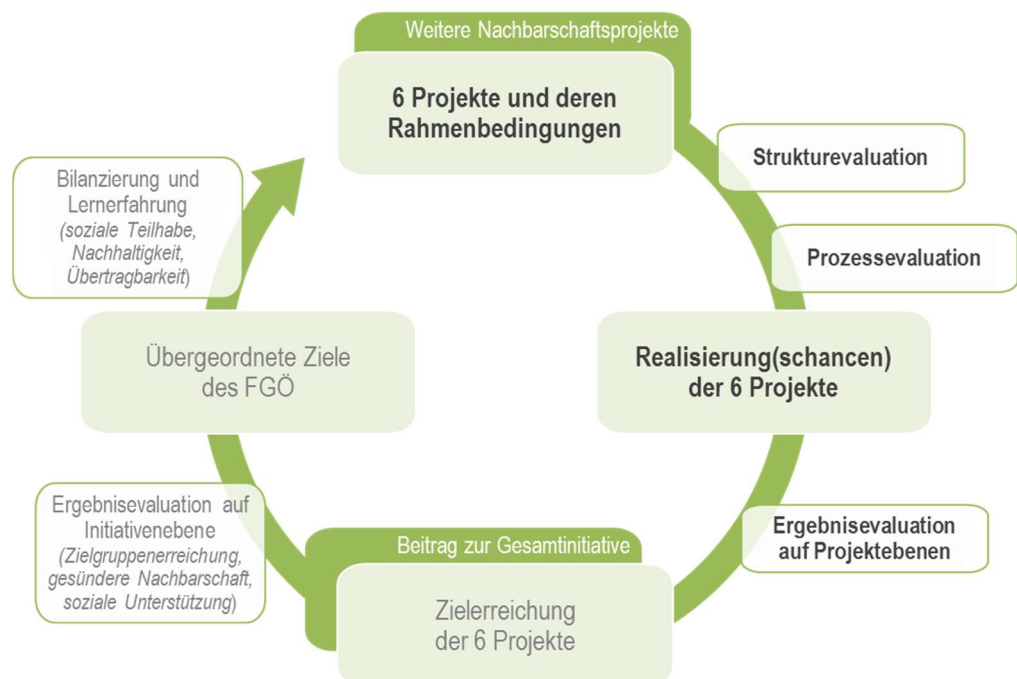 Weitere Nachbarschaftsprojekte
6 Projekte und deren
Rahmenbedingungen
Strukturevaluation
Prozessevaluation
Realisierung(schancen)
der 6 Projekte
Ergebnisevaluation
auf Projektebenen
Beitrag zur Gesamtinitiative
Zielerreichung
der 6 Projekte
Ergebnisevaluation auf
Initiativenebene
(Zielgruppenerreichung,
gesündere Nachbarschaft,
soziale Unterstützung)
Übergeordnete Ziele
des FGÖ
Bilanzierung und
Lernerfahrung
(soziale Teilhabe,
Nachhaltigkeit,
Übertragbarkeit)